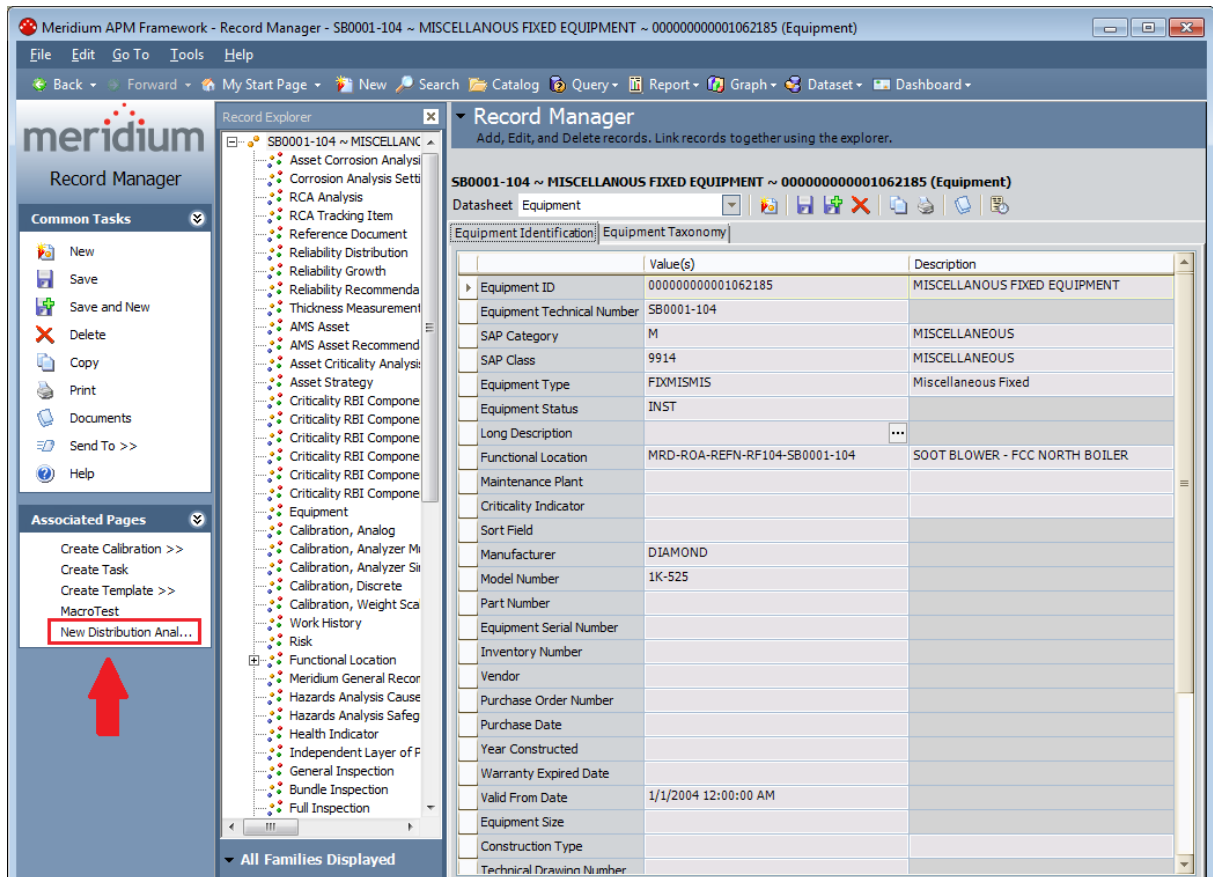 Meridium APM Framework - Record Manager - SB0001-104 ~ MISCELLANOUS FIXED EQUIPMENT ~ 000000000001062185 (Equipment)
File Edit Go To Tools Help
Back Forward My Start Page New Search Catalog Query Report Graph Dataset Dashboard
meridium
Record Manager
Common Tasks
New
Save
Save and New
Delete
Copy
Print
Documents
Send To >>
Help
Associated Pages
Create Calibration >>
Create Task
Create Template >>
MacroTest
New Distribution Anal...
Record Explorer
SB0001-104 ~ MISCELLANC
Asset Corrosion Analysi
Corrosion Analysis Setti
RCA Analysis
RCA Tracking Item
Reference Document
Reliability Distribution
Reliability Growth
Reliability Recommenda
Thickness Measurement
AMS Asset
AMS Asset Recommend
Asset Criticality Analysis
Asset Strategy
Criticality RBI Compone
Criticality RBI Compone
Criticality RBI Compone
Criticality RBI Compone
Criticality RBI Compone
Criticality RBI Compone
Equipment
Calibration, Analog
Calibration, Analyzer Mu
Calibration, Analyzer Sin
Calibration, Discrete
Calibration, Weight Sca
Work History
Risk
Functional Location
Meridium General Recor
Hazards Analysis Cause
Hazards Analysis Safeg
Health Indicator
Independent Layer of P
General Inspection
Bundle Inspection
Full Inspection
All Families Displayed
Record Manager
Add, Edit, and Delete records. Link records together using the explorer.
SB0001-104 ~ MISCELLANOUS FIXED EQUIPMENT ~ 000000000001062185 (Equipment)
Datasheet Equipment
Equipment Identification Equipment Taxonomy
Value(s) Description
Equipment ID 000000000001062185 MISCELLANOUS FIXED EQUIPMENT
Equipment Technical Number SB0001-104
SAP Category M MISCELLANEOUS
SAP Class 9914 MISCELLANEOUS
Equipment Type FIXMISMIS Miscellaneous Fixed
Equipment Status INST
Long Description ...
Functional Location MRD-ROA-REFN-RF104-SB0001-104 SOOT BLOWER - FCC NORTH BOILER
Maintenance Plant
Criticality Indicator
Sort Field
Manufacturer DIAMOND
Model Number 1K-525
Part Number
Equipment Serial Number
Inventory Number
Vendor
Purchase Order Number
Purchase Date
Year Constructed
Warranty Expired Date
Valid From Date 1/1/2004 12:00:00 AM
Equipment Size
Construction Type
Technical Drawing Number